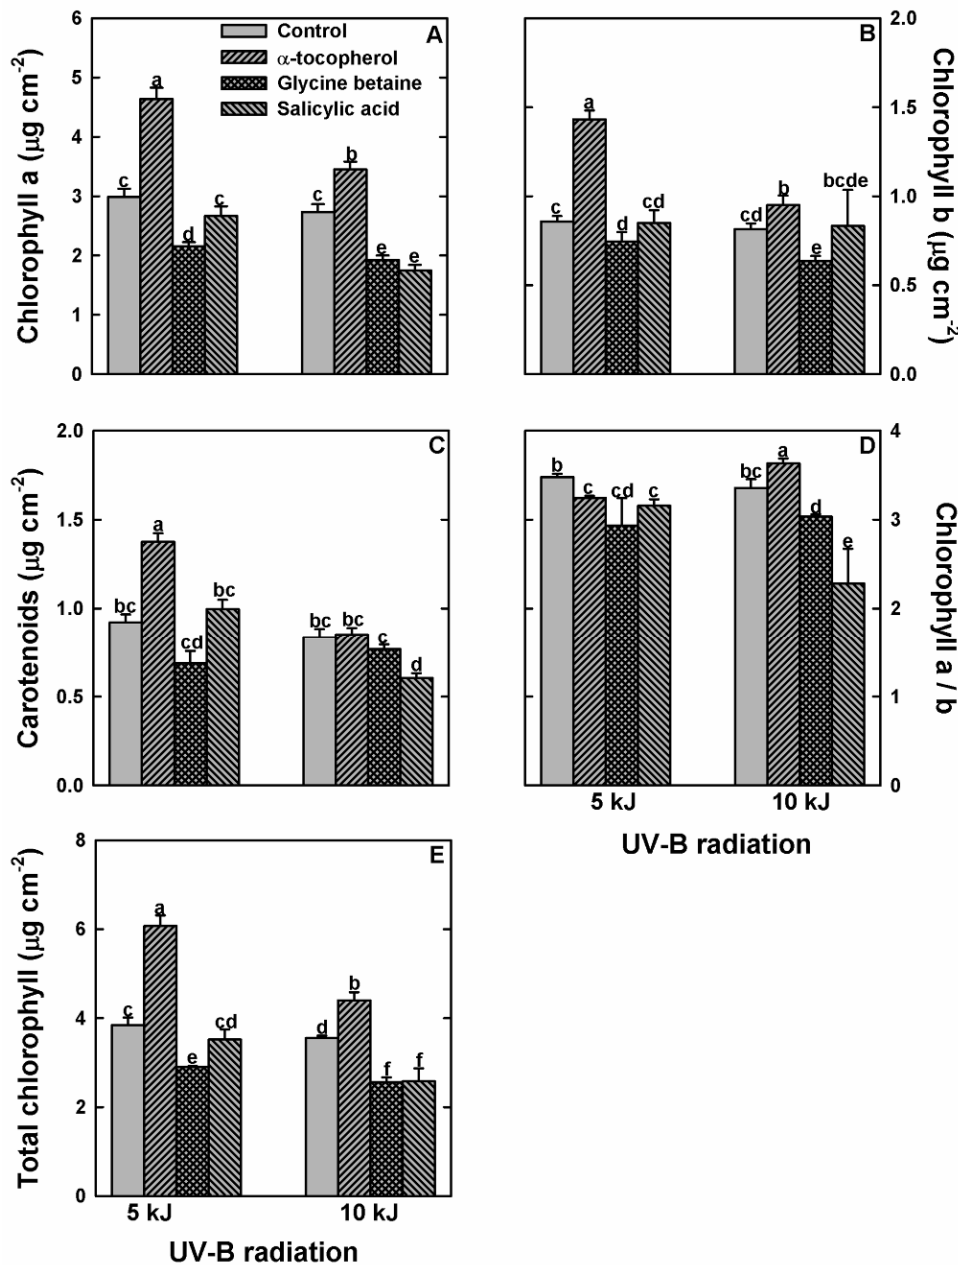 Chlorophyll a (μg cm-2)
6
5
4
3
2
1
0
Control
α-tocopherol
Glycine betaine
Salicylic acid
A
c
a
d
c
c
b
e
e
B
c
a
d
cd
cd
b
e
bcde
2.0
1.5
1.0
0.5
0.0
Chlorophyll b (μg cm-2)
Carotenoids (μg cm-2)
2.0
1.5
1.0
0.5
0.0
C
bc
a
cd
bc
bc
bc
c
d
D
b
c
cd
c
bc
a
d
e
4
3
2
1
0
Chlorophyll a / b
5 kJ
10 kJ
UV-B radiation
Total chlorophyll (μg cm-2)
8
6
4
2
0
E
c
a
e
cd
d
b
f
f
5 kJ
10 kJ
UV-B radiation